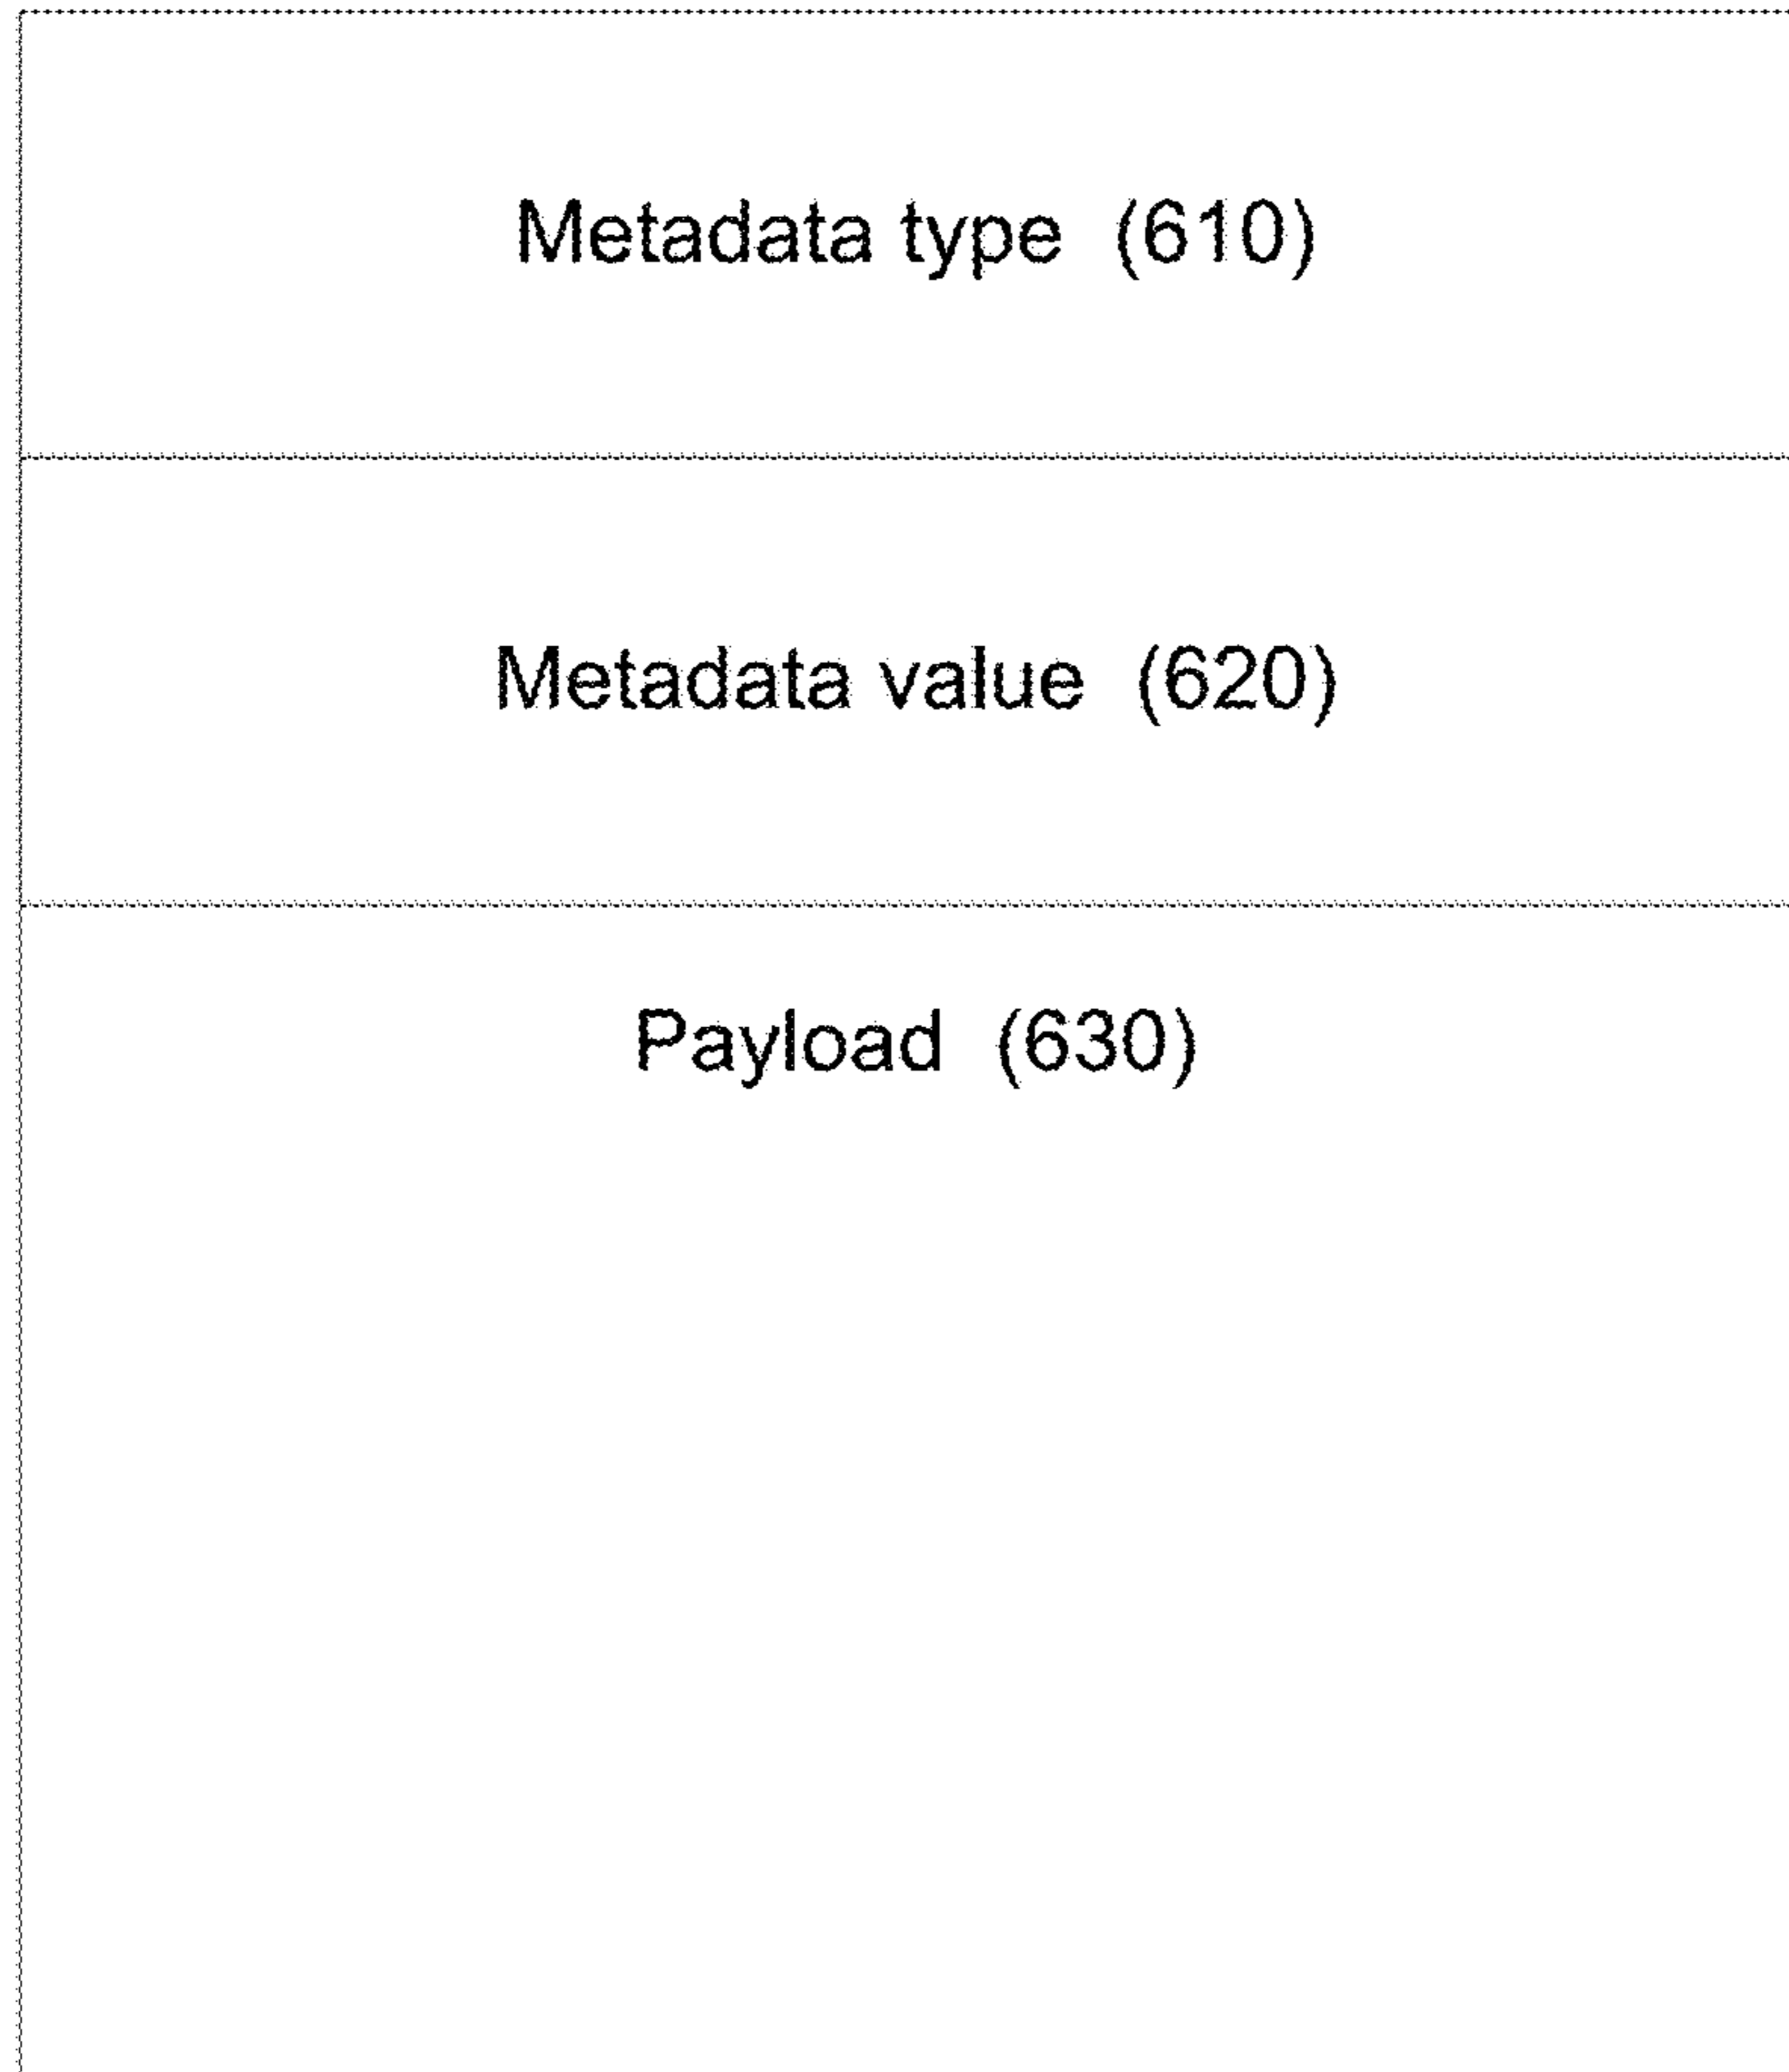 Metadata type (610)
Metadata value (620)
Payload (630)